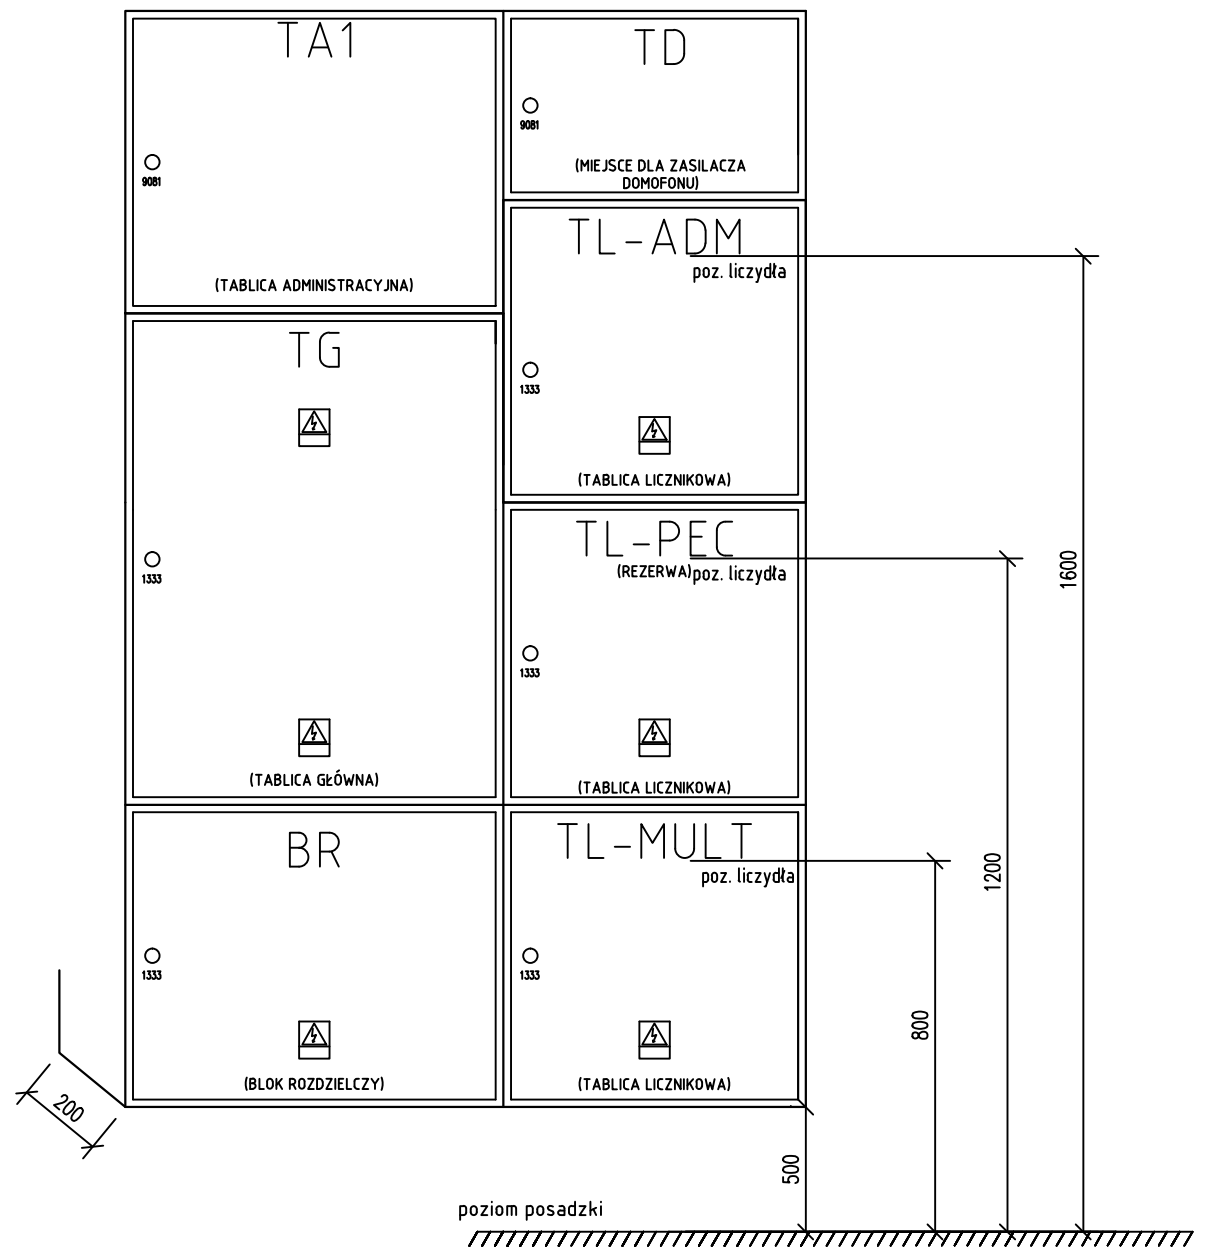 TA1
9081
(TABLICA ADMINISTRACYJNA)
TD
9081
(MIEJSCE DLA ZASILACZA
DOMOFONU)
TL-ADM
poz. liczydła
1333
(TABLICA LICZNIKOWA)
TG
1333
(TABLICA GŁÓWNA)
TL-PEC
(REZERWA)poz. liczydła
1333
(TABLICA LICZNIKOWA)
BR
1333
(BLOK ROZDZIELCZY)
TL-MULT
poz. liczydła
1333
(TABLICA LICZNIKOWA)
1600
1200
800
500
200
poziom posadzki